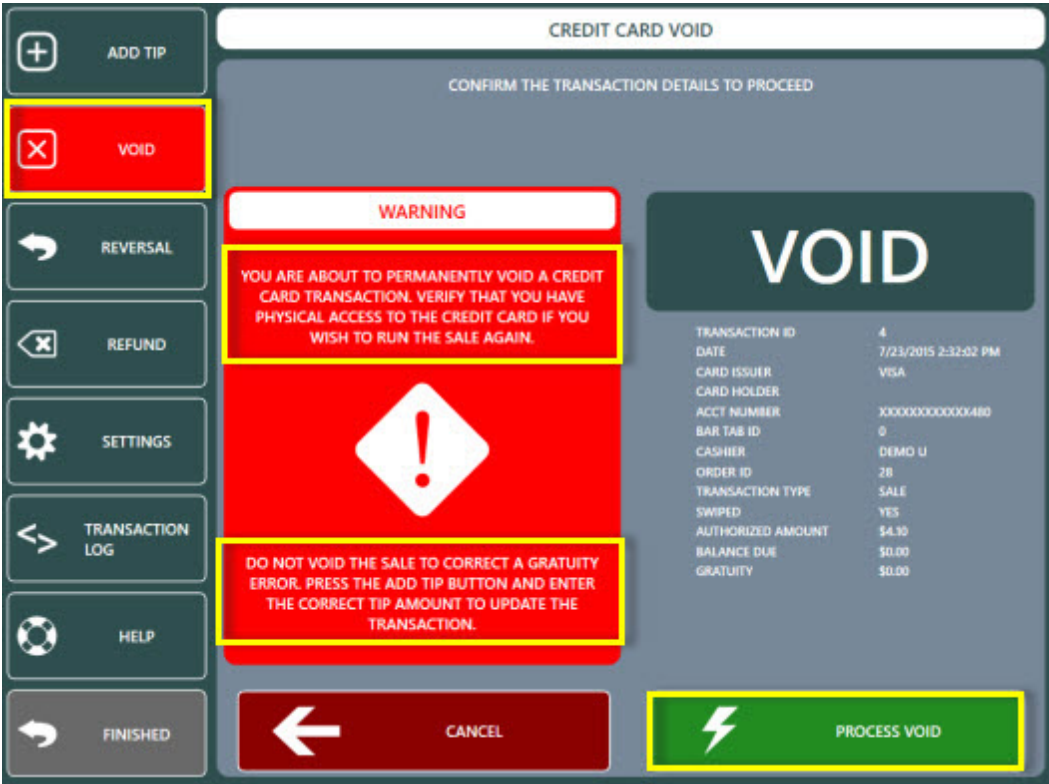 ADD TIP
VOID
REVERSAL
REFUND
SETTINGS
TRANSACTION
LOG
HELP
FINISHED
CREDIT CARD VOID
CONFIRM THE TRANSACTION DETAILS TO PROCEED
WARNING
YOU ARE ABOUT TO PERMANENTLY VOID A CREDIT
CARD TRANSACTION. VERIFY THAT YOU HAVE
PHYSICAL ACCESS TO THE CREDIT CARD IF YOU
WISH TO RUN THE SALE AGAIN.
DO NOT VOID THE SALE TO CORRECT A GRATUITY
ERROR. PRESS THE ADD TIP BUTTON AND ENTER
THE CORRECT TIP AMOUNT TO UPDATE THE
TRANSACTION.
VOID
TRANSACTION ID 4
DATE 7/23/2015 2:32:02 PM
CARD ISSUER VISA
CARD HOLDER
ACCT NUMBER XXXXXXXXXXXXX480
BAR TAB ID 0
CASHIER DEMO U
ORDER ID 28
TRANSACTION TYPE SALE
SWIPED YES
AUTHORIZED AMOUNT $4.10
BALANCE DUE $0.00
GRATUITY $0.00
CANCEL
PROCESS VOID